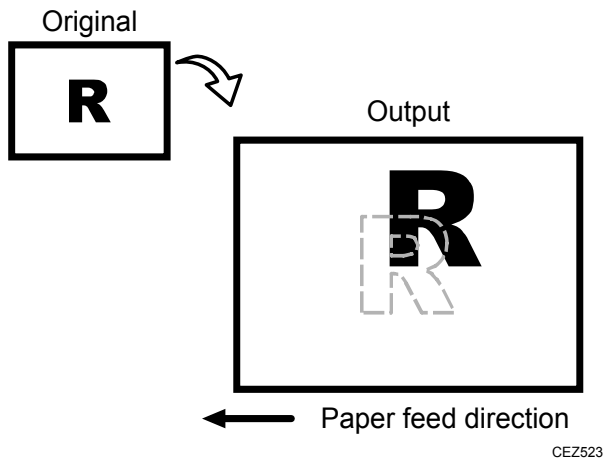 Original
R
Output
R
R
Paper feed direction
CEZ523